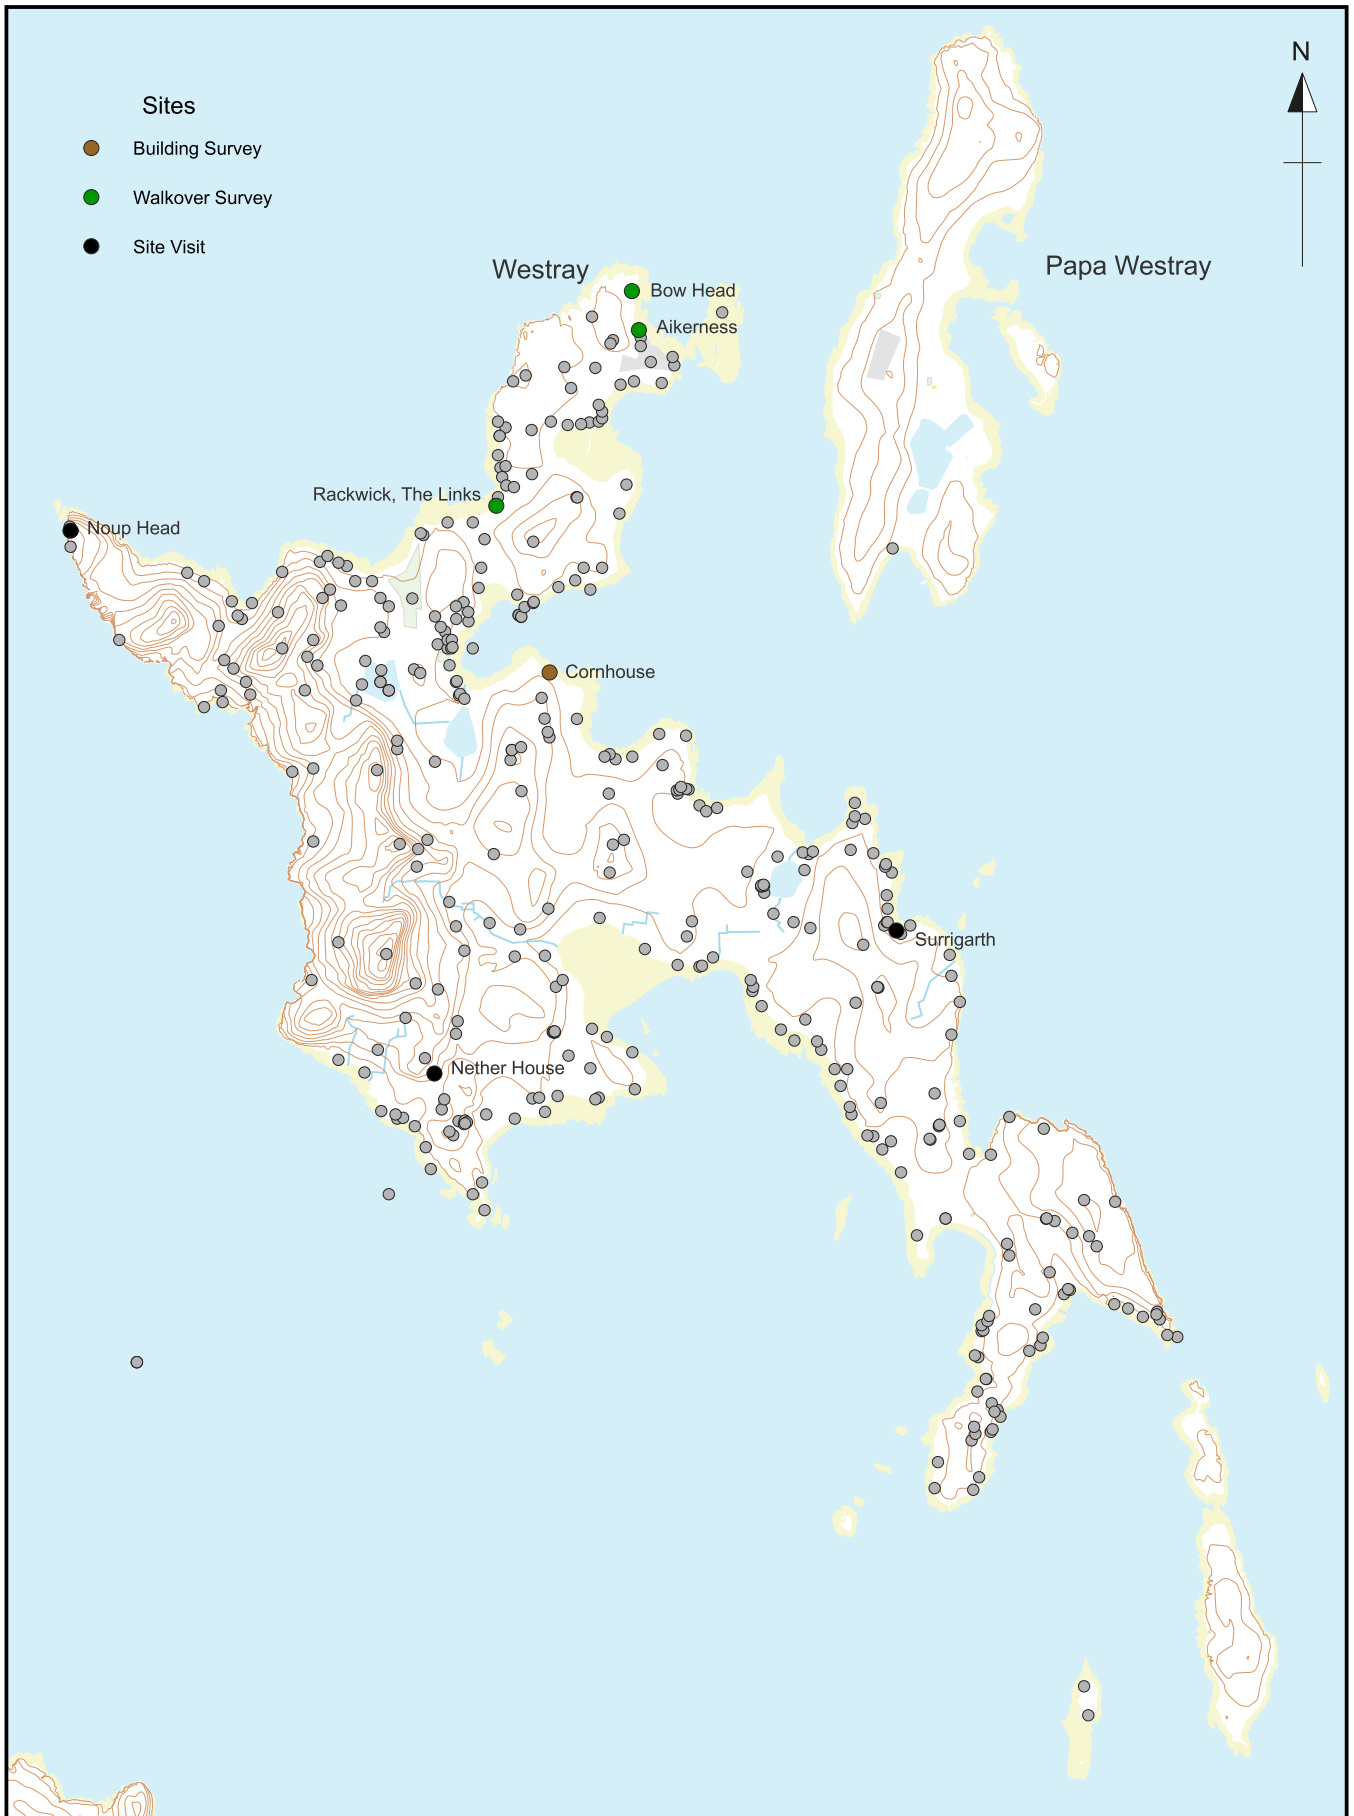 N
Sites
Building Survey
Walkover Survey
Site Visit
Westray
Papa Westray
Bow Head
Aikerness
Rackwick, The Links
Noup Head
Cornhouse
Surrigarth
Nether House